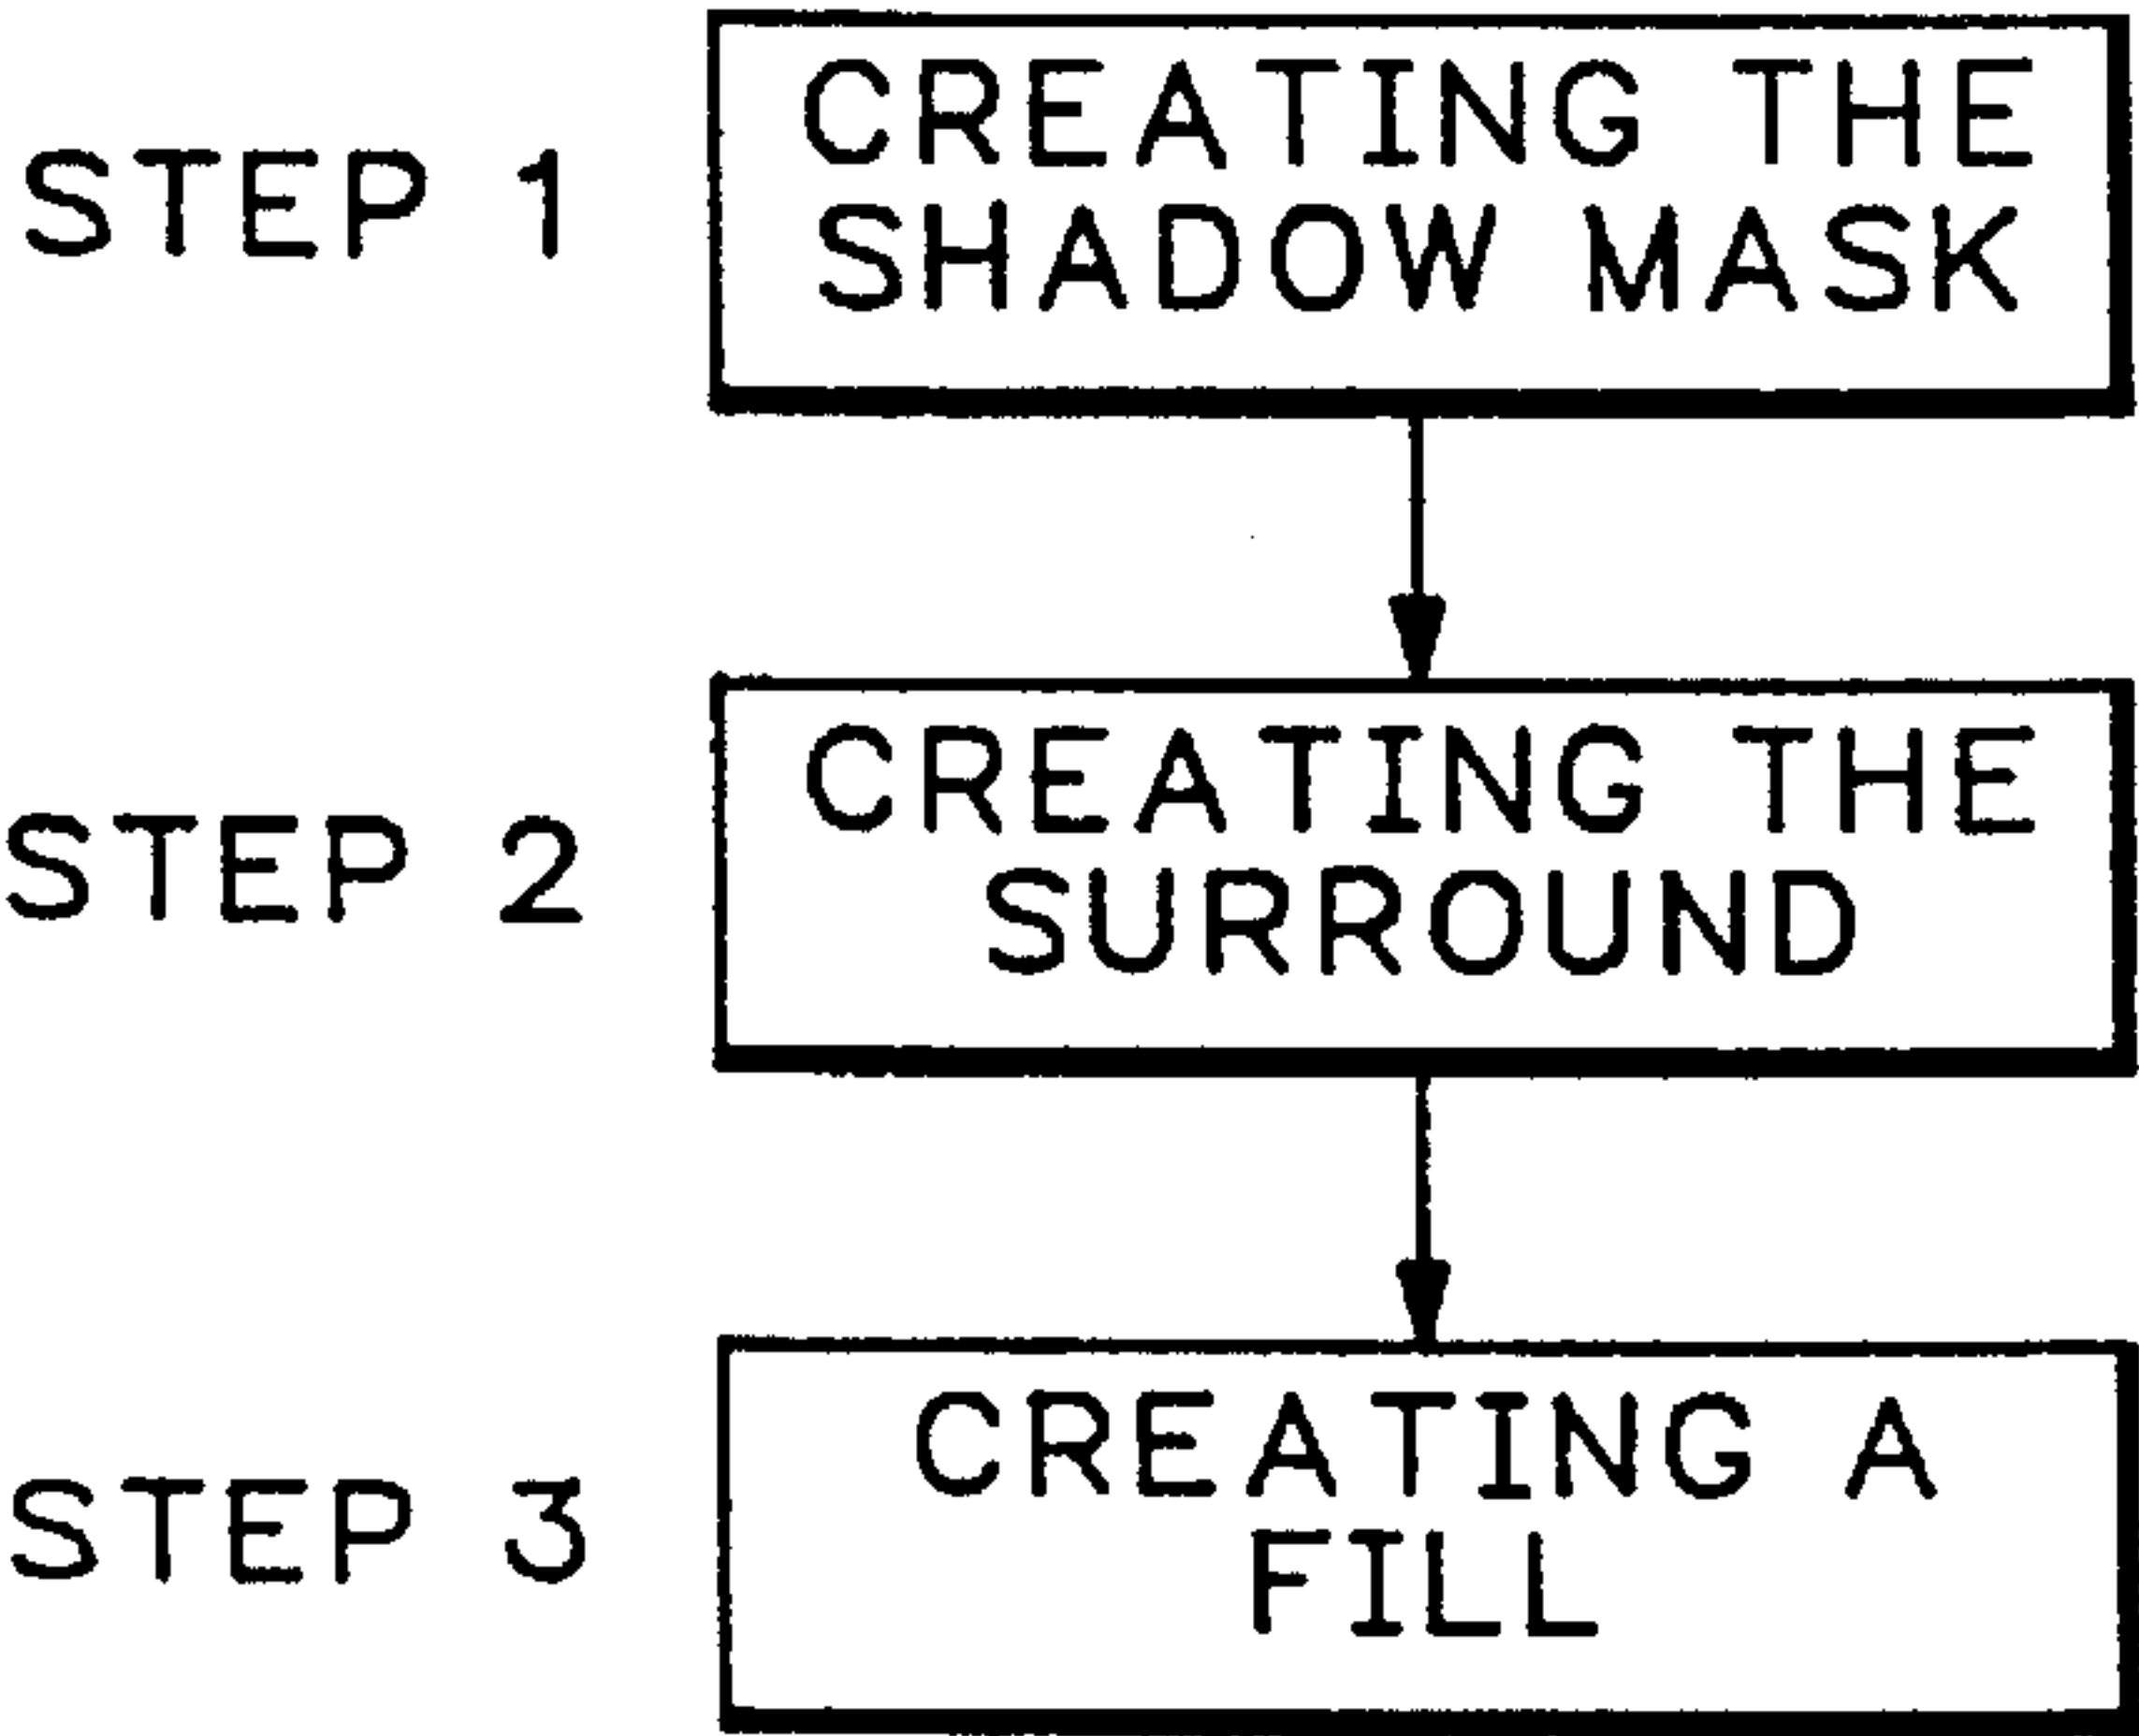 STEP 1
CREATING THE
SHADOW MASK
STEP 2
CREATING THE
SURROUND
STEP 3
CREATING A
FILL